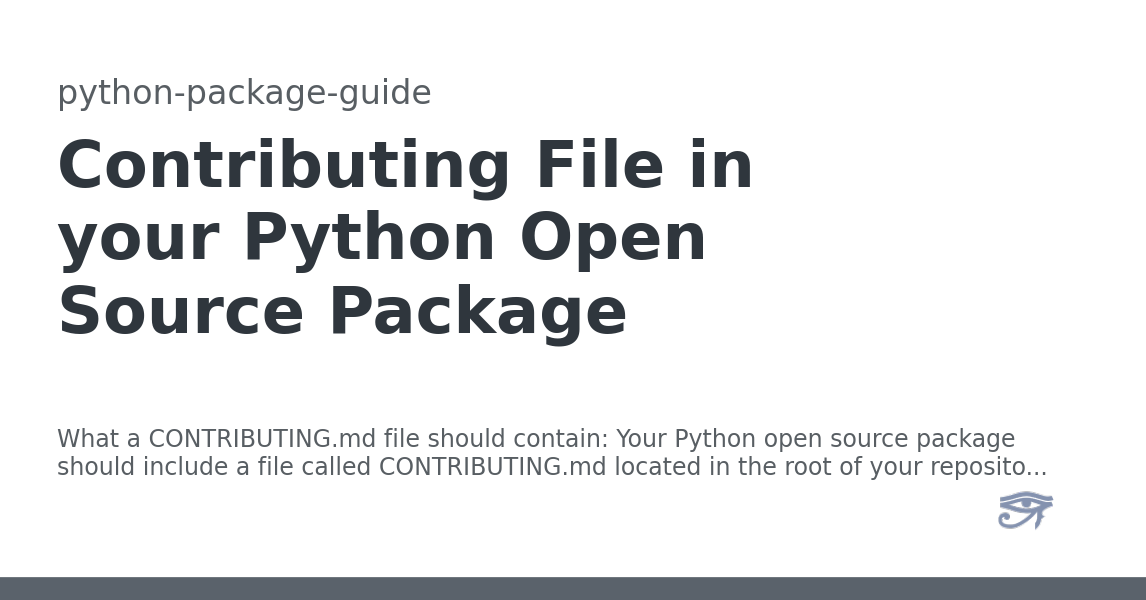 python-package-guide
Contributing File in
your Python Open
Source Package
What a CONTRIBUTING.md file should contain: Your Python open source package
should include a file called CONTRIBUTING.md located in the root of your reposito...